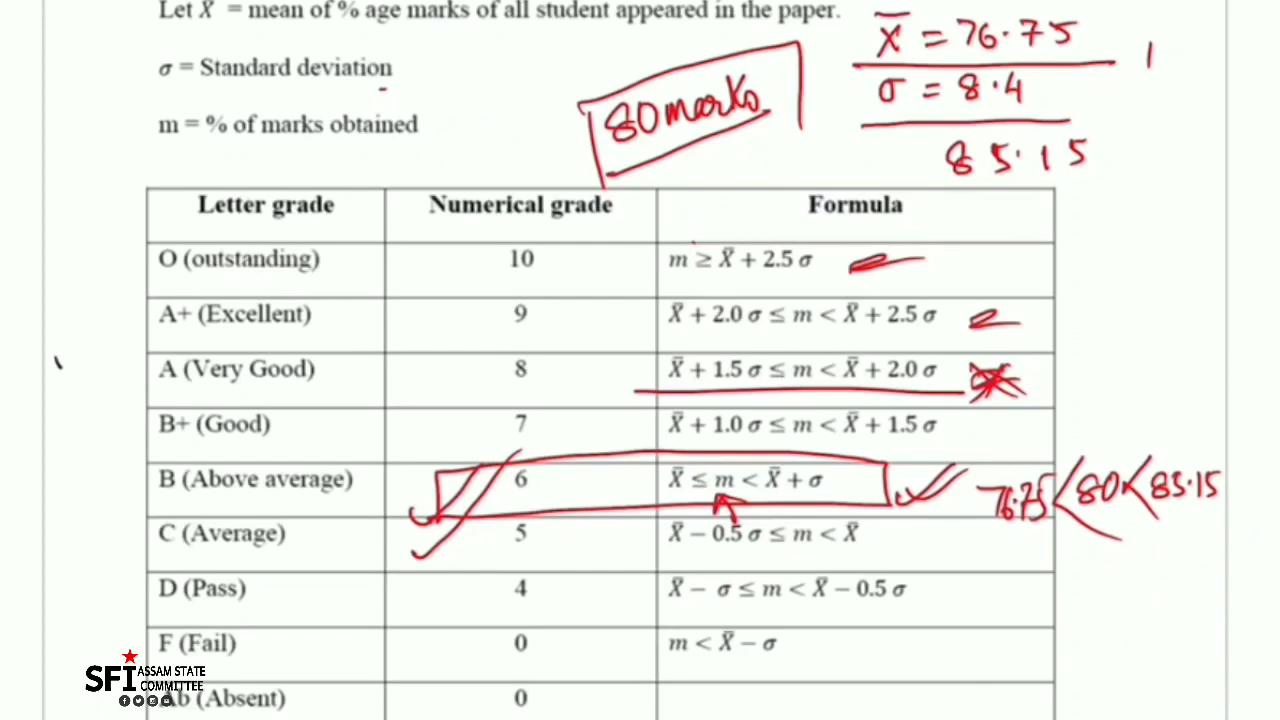 Let X̄ = mean of % age marks of all student appeared in the paper.
X̄ = 76.75
σ = Standard deviation
σ = 8.4
80 marks
m = % of marks obtained
85.15
Letter grade Numerical grade Formula
O (outstanding) 10 m ≥ X̄ + 2.5 σ
A+ (Excellent) 9 X̄ + 2.0 σ ≤ m < X̄ + 2.5 σ
A (Very Good) 8 X̄ + 1.5 σ ≤ m < X̄ + 2.0 σ
B+ (Good) 7 X̄ + 1.0 σ ≤ m < X̄ + 1.5 σ
B (Above average) 6 X̄ ≤ m < X̄ + σ 76.75 < 80 < 85.15
C (Average) 5 X̄ − 0.5 σ ≤ m < X̄
D (Pass) 4 X̄ − σ ≤ m < X̄ − 0.5 σ
F (Fail) 0 m < X̄ − σ
Ab (Absent) 0
SFI ASSAM STATE
COMMITTEE